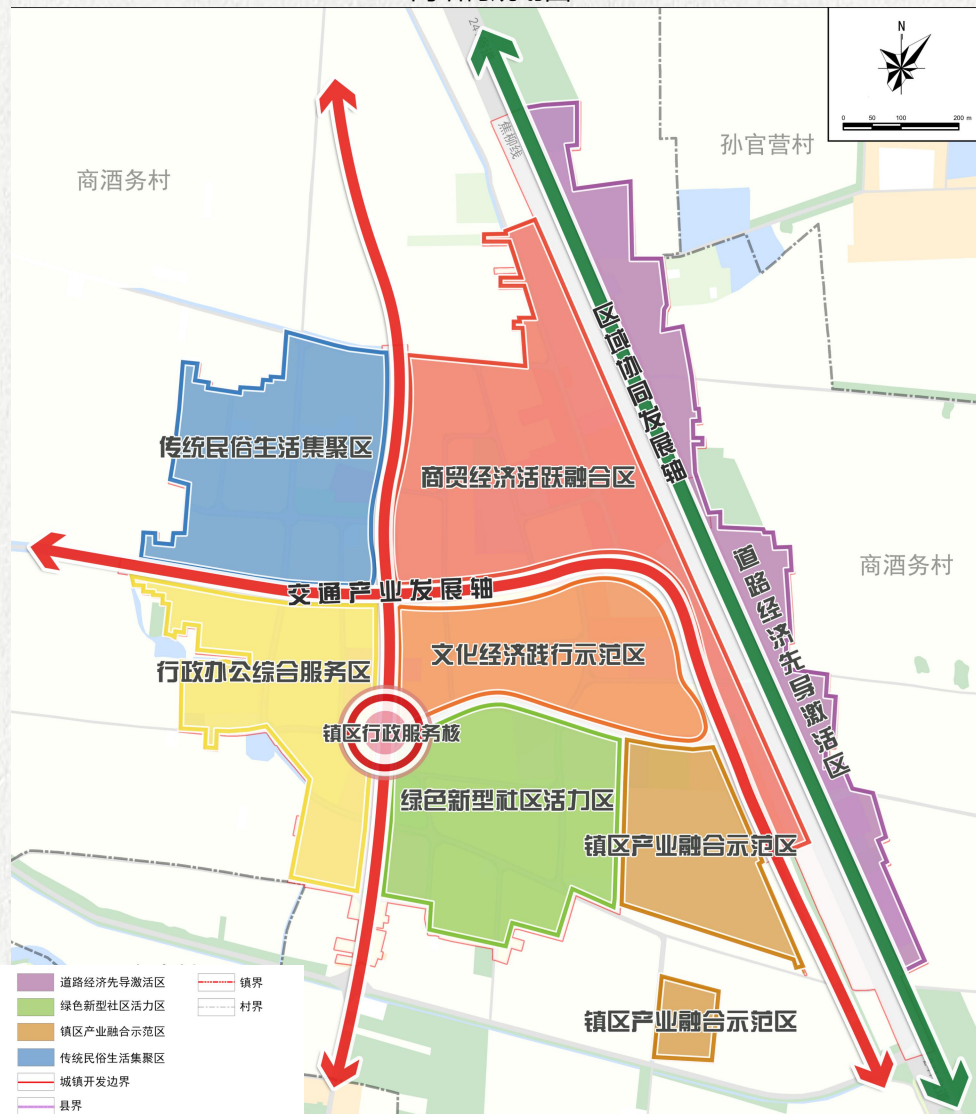 N
0 50 100 200 m
24
焦柳线
孙官营村
商酒务村
区域协同发展轴
传统民俗生活集聚区
商贸经济活跃融合区
道路经济先导激活区
商酒务村
交通产业发展轴
文化经济践行示范区
行政办公综合服务区
镇区行政服务核
绿色新型社区活力区
镇区产业融合示范区
镇区产业融合示范区
道路经济先导激活区
镇界
绿色新型社区活力区
村界
镇区产业融合示范区
传统民俗生活集聚区
城镇开发边界
县界